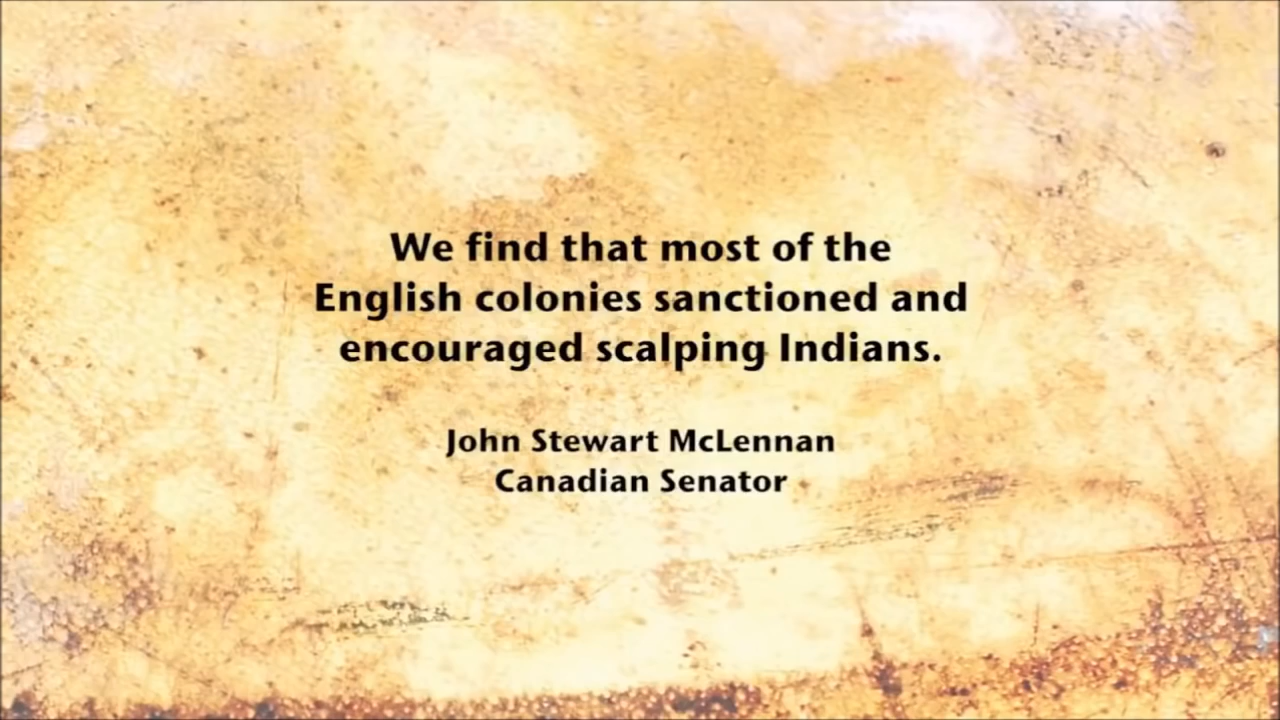 We find that most of the
English colonies sanctioned and
encouraged scalping Indians.
John Stewart McLennan
Canadian Senator